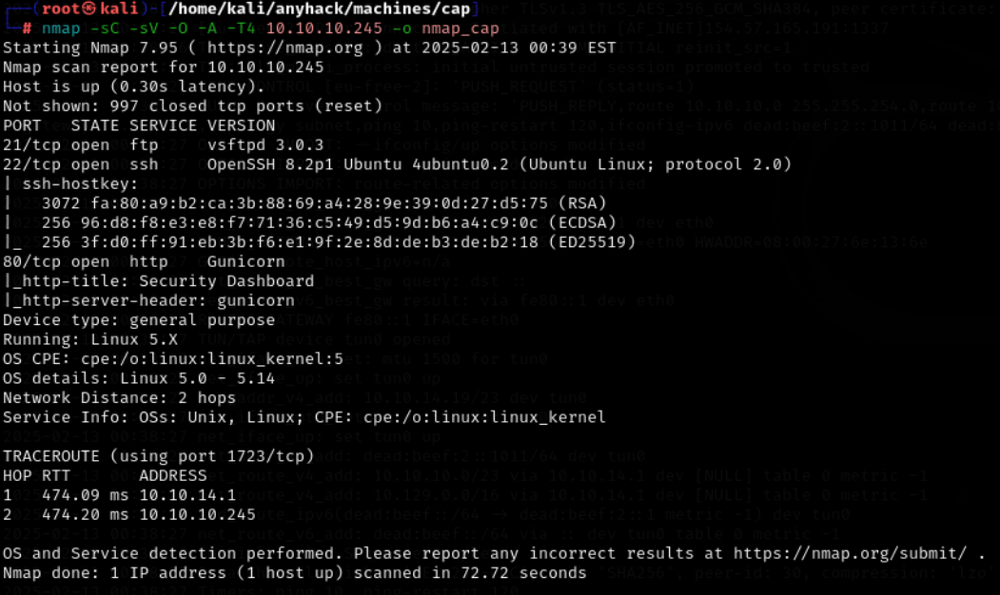 ┌──(root㉿kali)-[/home/kali/anyhack/machines/cap]
└─# nmap -sC -sV -O -A -T4 10.10.10.245 -o nmap_cap
Starting Nmap 7.95 ( https://nmap.org ) at 2025-02-13 00:39 EST
Nmap scan report for 10.10.10.245
Host is up (0.30s latency).
Not shown: 997 closed tcp ports (reset)
PORT   STATE SERVICE VERSION
21/tcp open  ftp     vsftpd 3.0.3
22/tcp open  ssh     OpenSSH 8.2p1 Ubuntu 4ubuntu0.2 (Ubuntu Linux; protocol 2.0)
| ssh-hostkey:
|   3072 fa:80:a9:b2:ca:3b:88:69:a4:28:9e:39:0d:27:d5:75 (RSA)
|   256 96:d8:f8:e3:e8:f7:71:36:c5:49:d5:9d:b6:a4:c9:0c (ECDSA)
|_  256 3f:d0:ff:91:eb:3b:f6:e1:9f:2e:8d:de:b3:de:b2:18 (ED25519)
80/tcp open  http    Gunicorn
|_http-title: Security Dashboard
|_http-server-header: gunicorn
Device type: general purpose
Running: Linux 5.X
OS CPE: cpe:/o:linux:linux_kernel:5
OS details: Linux 5.0 - 5.14
Network Distance: 2 hops
Service Info: OSs: Unix, Linux; CPE: cpe:/o:linux:linux_kernel
TRACEROUTE (using port 1723/tcp)
HOP RTT       ADDRESS
1   474.09 ms 10.10.14.1
2   474.20 ms 10.10.10.245
OS and Service detection performed. Please report any incorrect results at https://nmap.org/submit/ .
Nmap done: 1 IP address (1 host up) scanned in 72.72 seconds